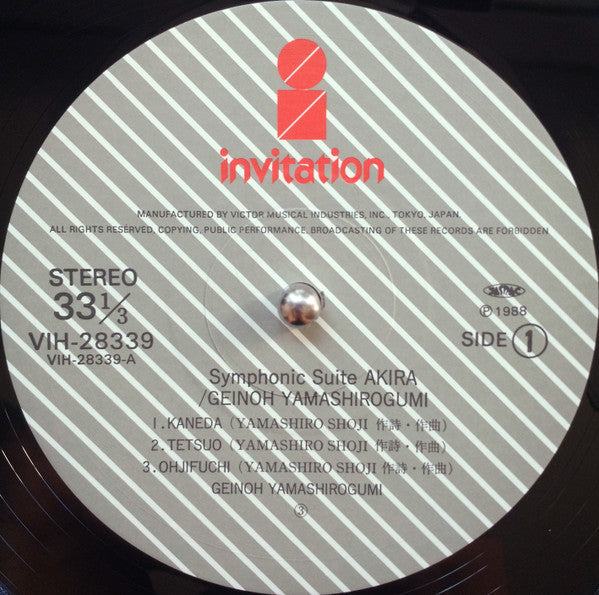 invitation
MANUFACTURED BY VICTOR MUSICAL INDUSTRIES, INC., TOKYO, JAPAN.
ALL RIGHTS RESERVED, COPYING, PUBLIC PERFORMANCE, BROADCASTING OF THESE RECORDS ARE FORBIDDEN
STEREO
33⅓
VIH-28339
VIH-28339-A
JASRAC
℗1988
SIDE 1
Symphonic Suite AKIRA
/GEINOH YAMASHIROGUMI
1.KANEDA (YAMASHIRO SHOJI 作詩・作曲)
2.TETSUO (YAMASHIRO SHOJI 作詩・作曲)
3.OHJIFUCHI (YAMASHIRO SHOJI 作詩・作曲)
GEINOH YAMASHIROGUMI
③